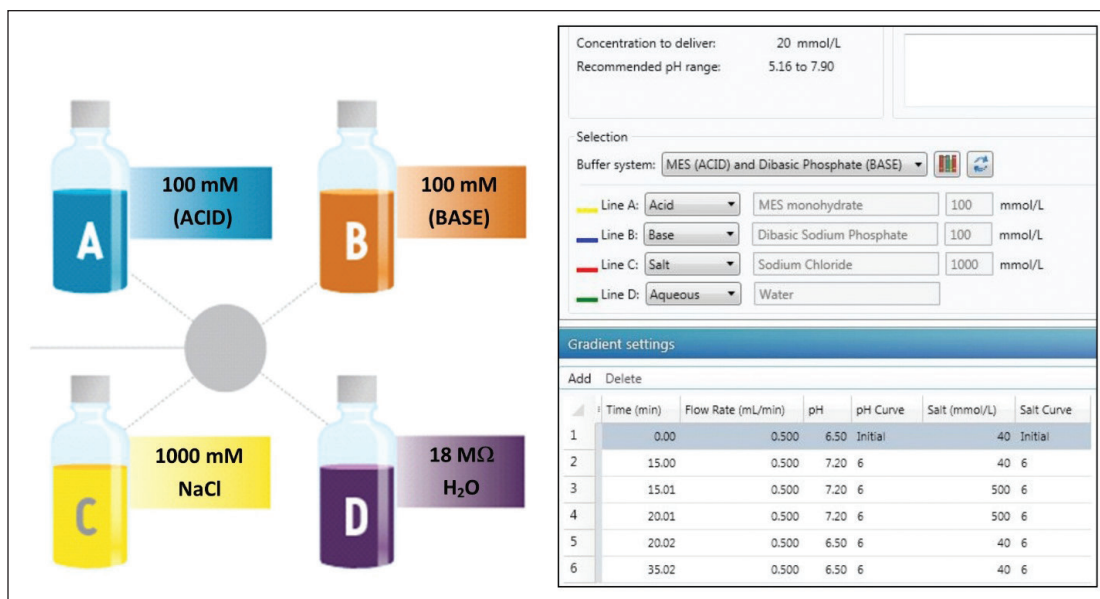 A
100 mM
(ACID)
B
100 mM
(BASE)
C
1000 mM
NaCl
D
18 MΩ
H₂O
Concentration to deliver: 20 mmol/L
Recommended pH range: 5.16 to 7.90
Selection
Buffer system: MES (ACID) and Dibasic Phosphate (BASE)
Line A: Acid MES monohydrate 100 mmol/L
Line B: Base Dibasic Sodium Phosphate 100 mmol/L
Line C: Salt Sodium Chloride 1000 mmol/L
Line D: Aqueous Water
Gradient settings
Add Delete
Time (min) Flow Rate (mL/min) pH pH Curve Salt (mmol/L) Salt Curve
1 0.00 0.500 6.50 Initial 40 Initial
2 15.00 0.500 7.20 6 40 6
3 15.01 0.500 7.20 6 500 6
4 20.01 0.500 7.20 6 500 6
5 20.02 0.500 6.50 6 40 6
6 35.02 0.500 6.50 6 40 6